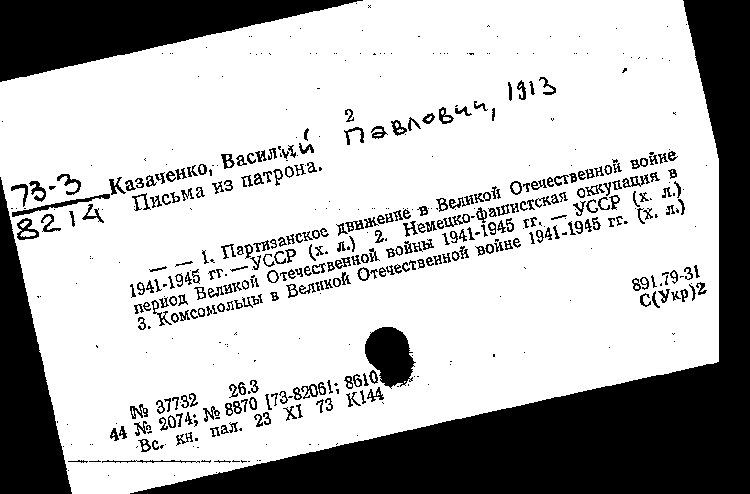 2
Казаченко, Василий Павлович, 1913
73-3
8214
Письма из патрона.
— — 1. Партизанское движение в Великой Отечественной войне
1941-1945 гг. — УССР (х. л.) 2. Немецко-фашистская оккупация в
период Великой Отечественной войны 1941-1945 гг. — УССР (х. л.)
3. Комсомольцы в Великой Отечественной войне 1941-1945 гг. (х. л.)
891.79-31
С(Укр)2
№ 37732 26.3
44 № 2074; № 8870 [73-82061; 8610
Вс. кн. пал. 23 XI 73 К144